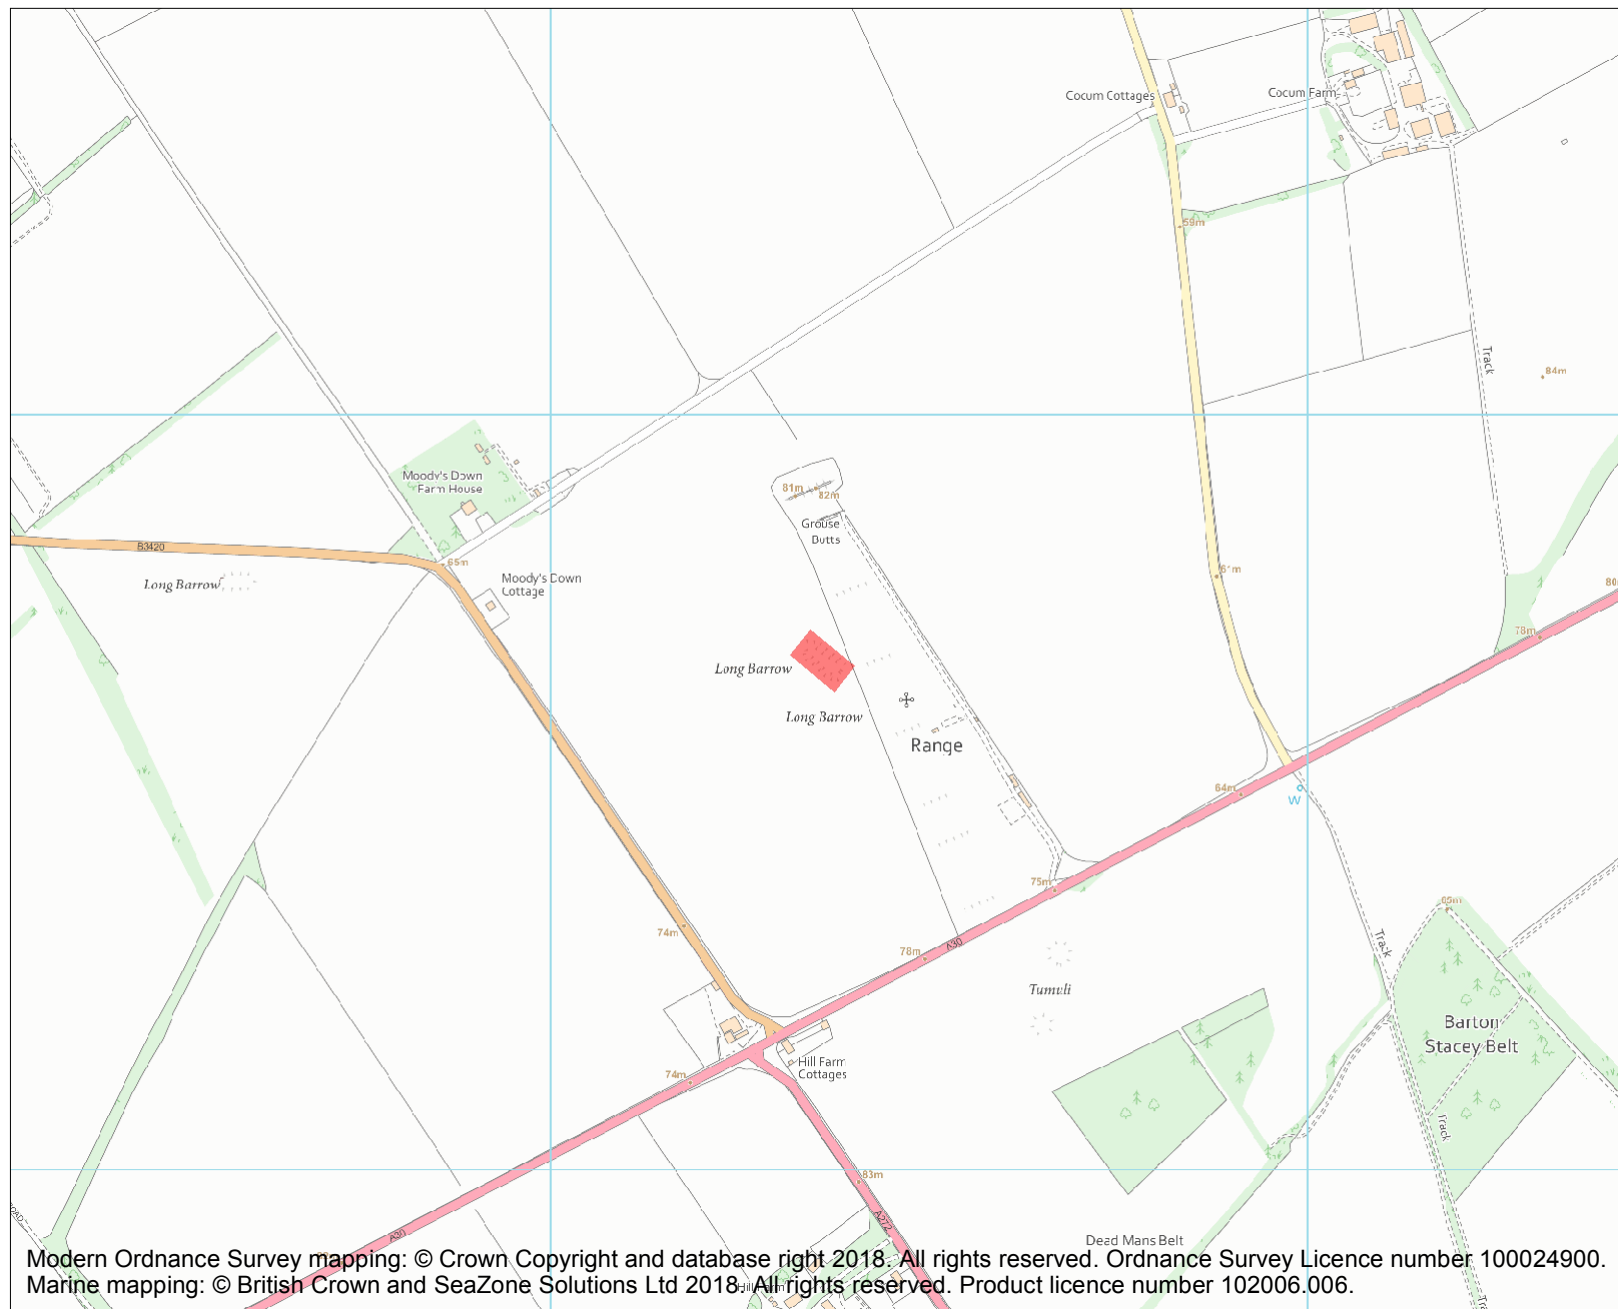 Cocum Cottages
Cocum Farm
59m
Track
84m
Moody's Down
Farm House
81m
82m
Grouse
Butts
B3420
65m
Long Barrow
Moody's Down
Cottage
61m
80
78m
Long Barrow
Long Barrow
Range
64m
W
75m
65m
74m
78m
A30
Track
Tumuli
Barton
Stacey Belt
Hill Farm
Cottages
74m
Track
83m
A272
A30
Dead Mans Belt
Modern Ordnance Survey mapping: © Crown Copyright and database right 2018. All rights reserved. Ordnance Survey Licence number 100024900.
Marine mapping: © British Crown and SeaZone Solutions Ltd 2018. All rights reserved. Product licence number 102006.006.